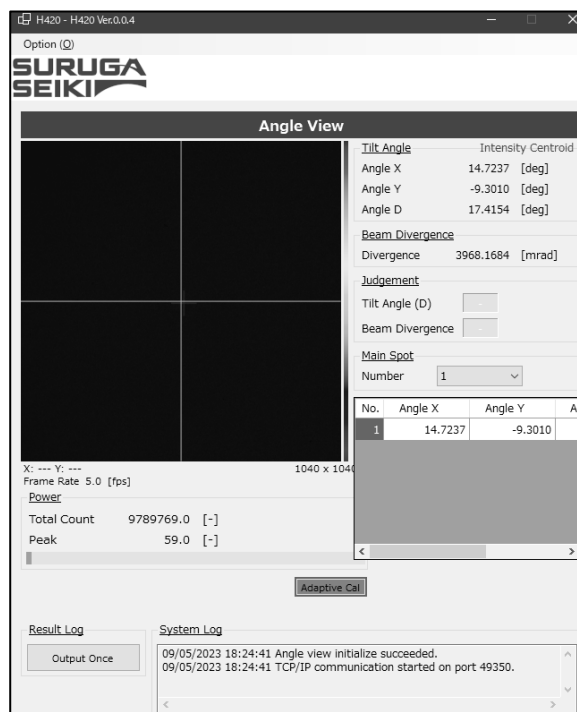 H420 - H420 Ver.0.0.4
Option (O)
SURUGA
SEIKI
Angle View
Tilt Angle Intensity Centroid
Angle X 14.7237 [deg]
Angle Y -9.3010 [deg]
Angle D 17.4154 [deg]
Beam Divergence
Divergence 3968.1684 [mrad]
Judgement
Tilt Angle (D) -
Beam Divergence -
Main Spot
Number 1
No. Angle X Angle Y A
1 14.7237 -9.3010
X: --- Y: --- 1040 x 1040
Frame Rate 5.0 [fps]
Power
Total Count 9789769.0 [-]
Peak 59.0 [-]
Adaptive Cal
Result Log
Output Once
System Log
09/05/2023 18:24:41 Angle view initialize succeeded.
09/05/2023 18:24:41 TCP/IP communication started on port 49350.